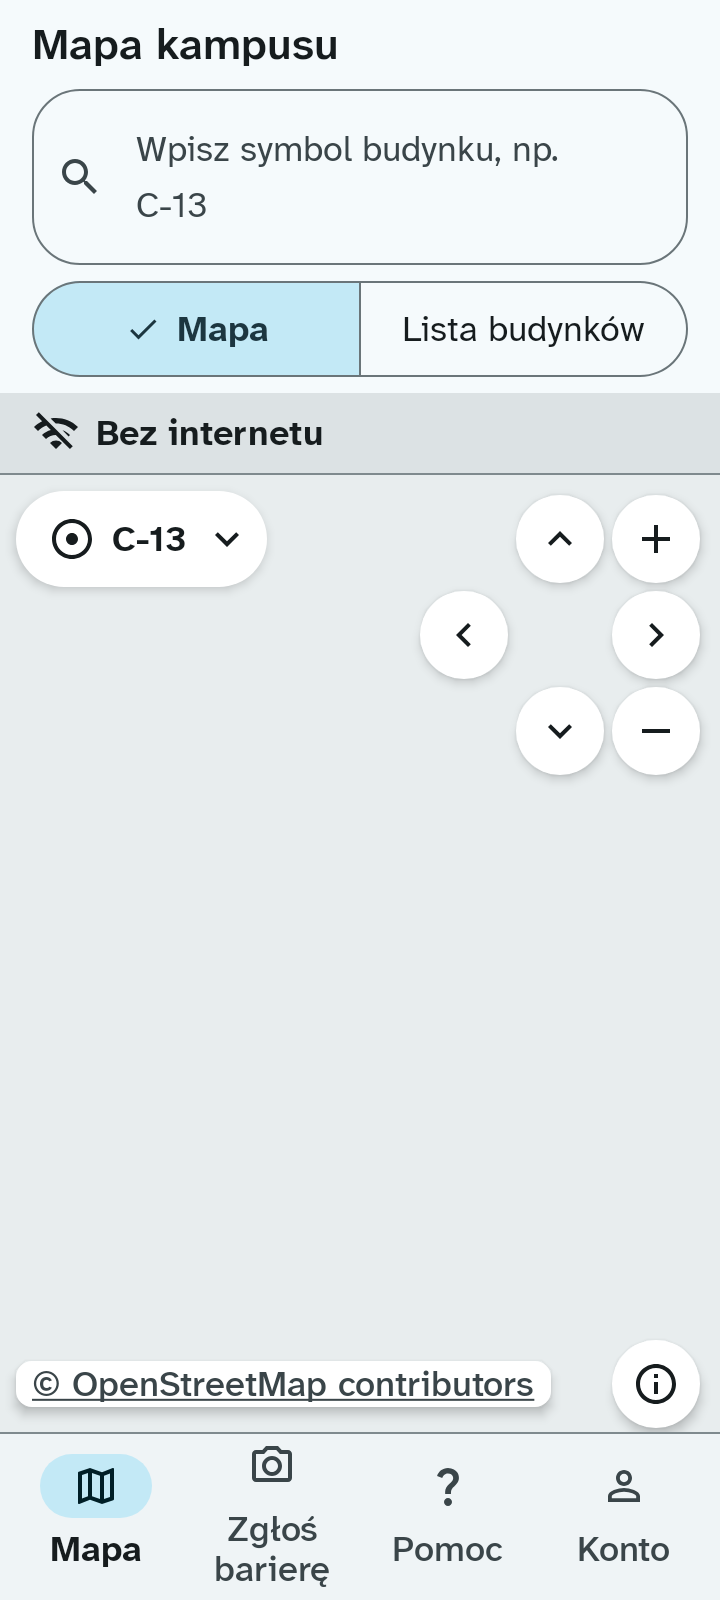 Mapa kampusu
Wpisz symbol budynku, np.
C-13
Mapa
Lista budynków
Bez internetu
C-13
© OpenStreetMap contributors
Mapa
Zgłoś
barierę
Pomoc
Konto